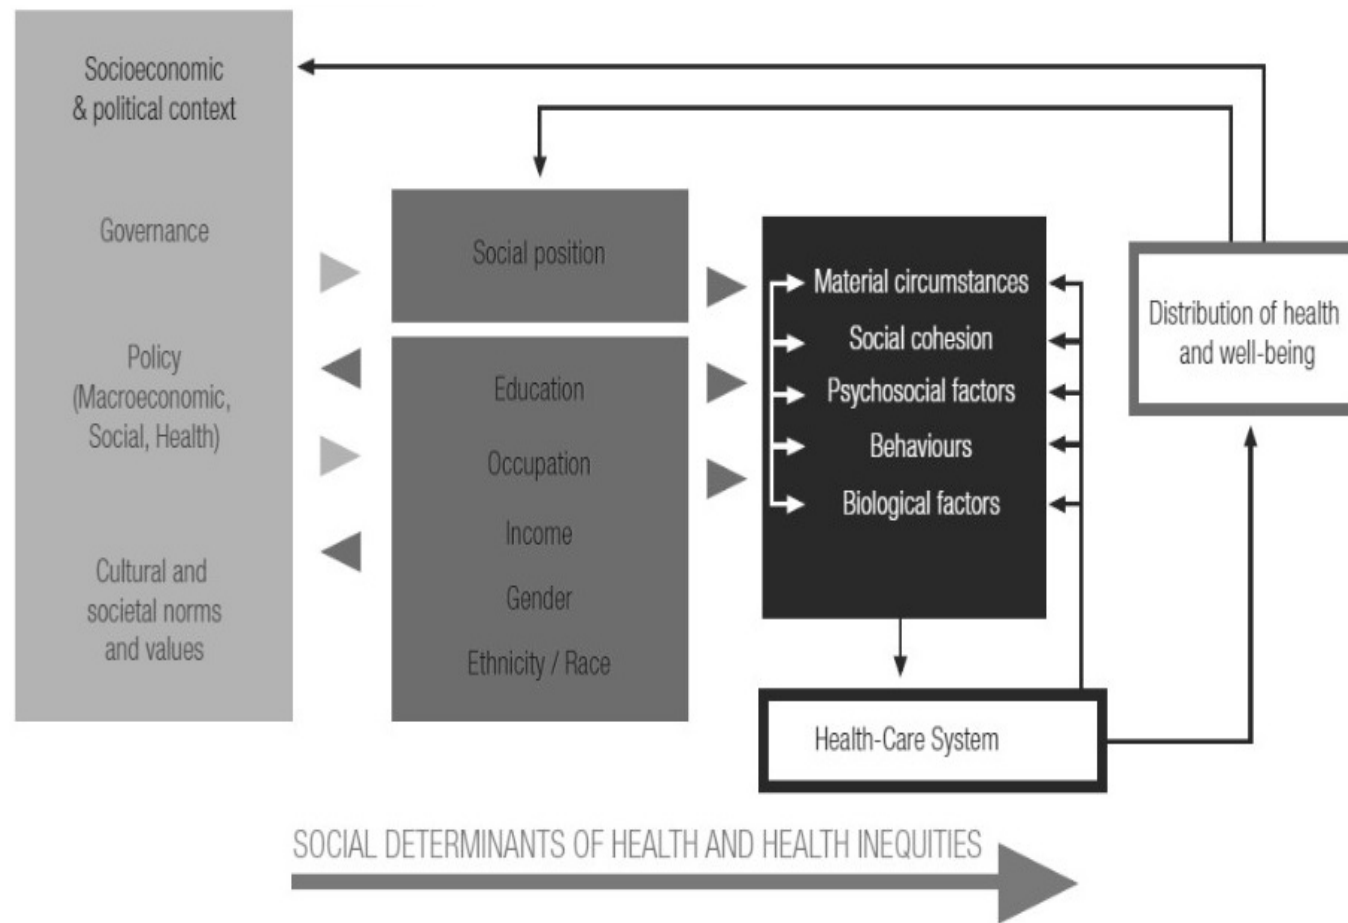 Socioeconomic
& political context
Governance
Policy
(Macroeconomic,
Social, Health)
Cultural and
societal norms
and values
Social position
Education
Occupation
Income
Gender
Ethnicity / Race
Material circumstances
Social cohesion
Psychosocial factors
Behaviours
Biological factors
Health-Care System
Distribution of health
and well-being
SOCIAL DETERMINANTS OF HEALTH AND HEALTH INEQUITIES